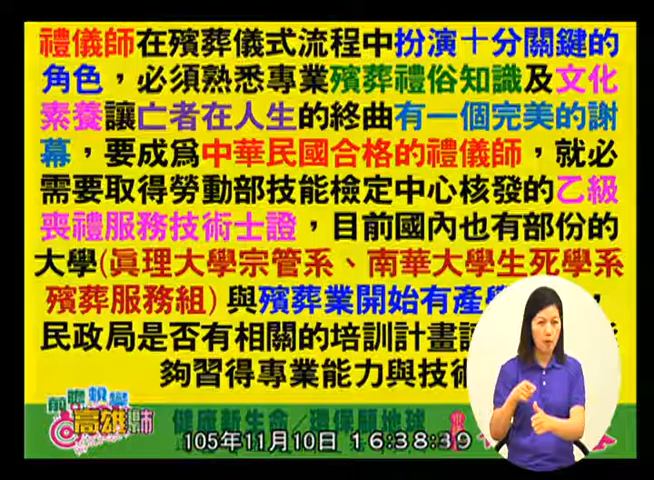 禮儀師在殯葬儀式流程中扮演十分關鍵的
角色，必須熟悉專業殯葬禮俗知識及文化
素養讓亡者在人生的終曲有一個完美的謝
幕，要成為中華民國合格的禮儀師，就必
需要取得勞動部技能檢定中心核發的乙級
喪禮服務技術士證，目前國內也有部份的
大學(真理大學宗管系、南華大學生死學系
殯葬服務組)與殯葬業開始有產學
民政局是否有相關的培訓計畫
夠習得專業能力與技術
高雄
健康新生命/環保顧地球
105年11月10日 16:38:39